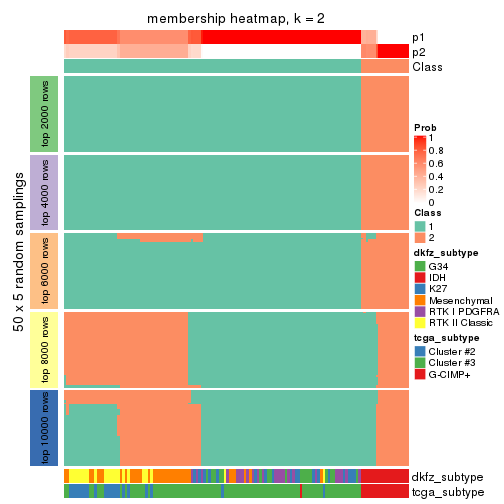 membership heatmap, k = 2
p1
p2
Class
50 x 5 random samplings
top 2000 rows
top 4000 rows
top 6000 rows
top 8000 rows
top 10000 rows
Prob
1
0.8
0.6
0.4
0.2
0
Class
1
2
dkfz_subtype
G34
IDH
K27
Mesenchymal
RTK I PDGFRA
RTK II Classic
tcga_subtype
Cluster #2
Cluster #3
G-CIMP+
dkfz_subtype
tcga_subtype